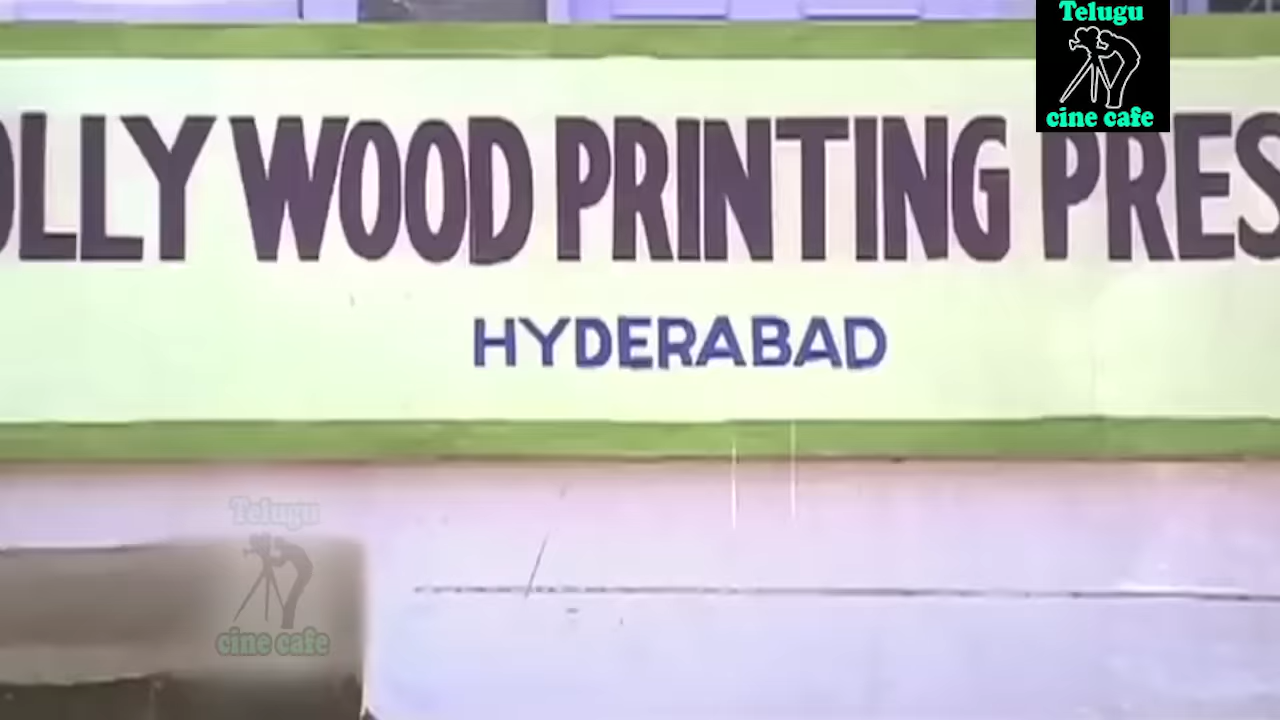 Telugu
cine cafe
OLLYWOOD PRINTING PRES
HYDERABAD
Telugu
cine cafe